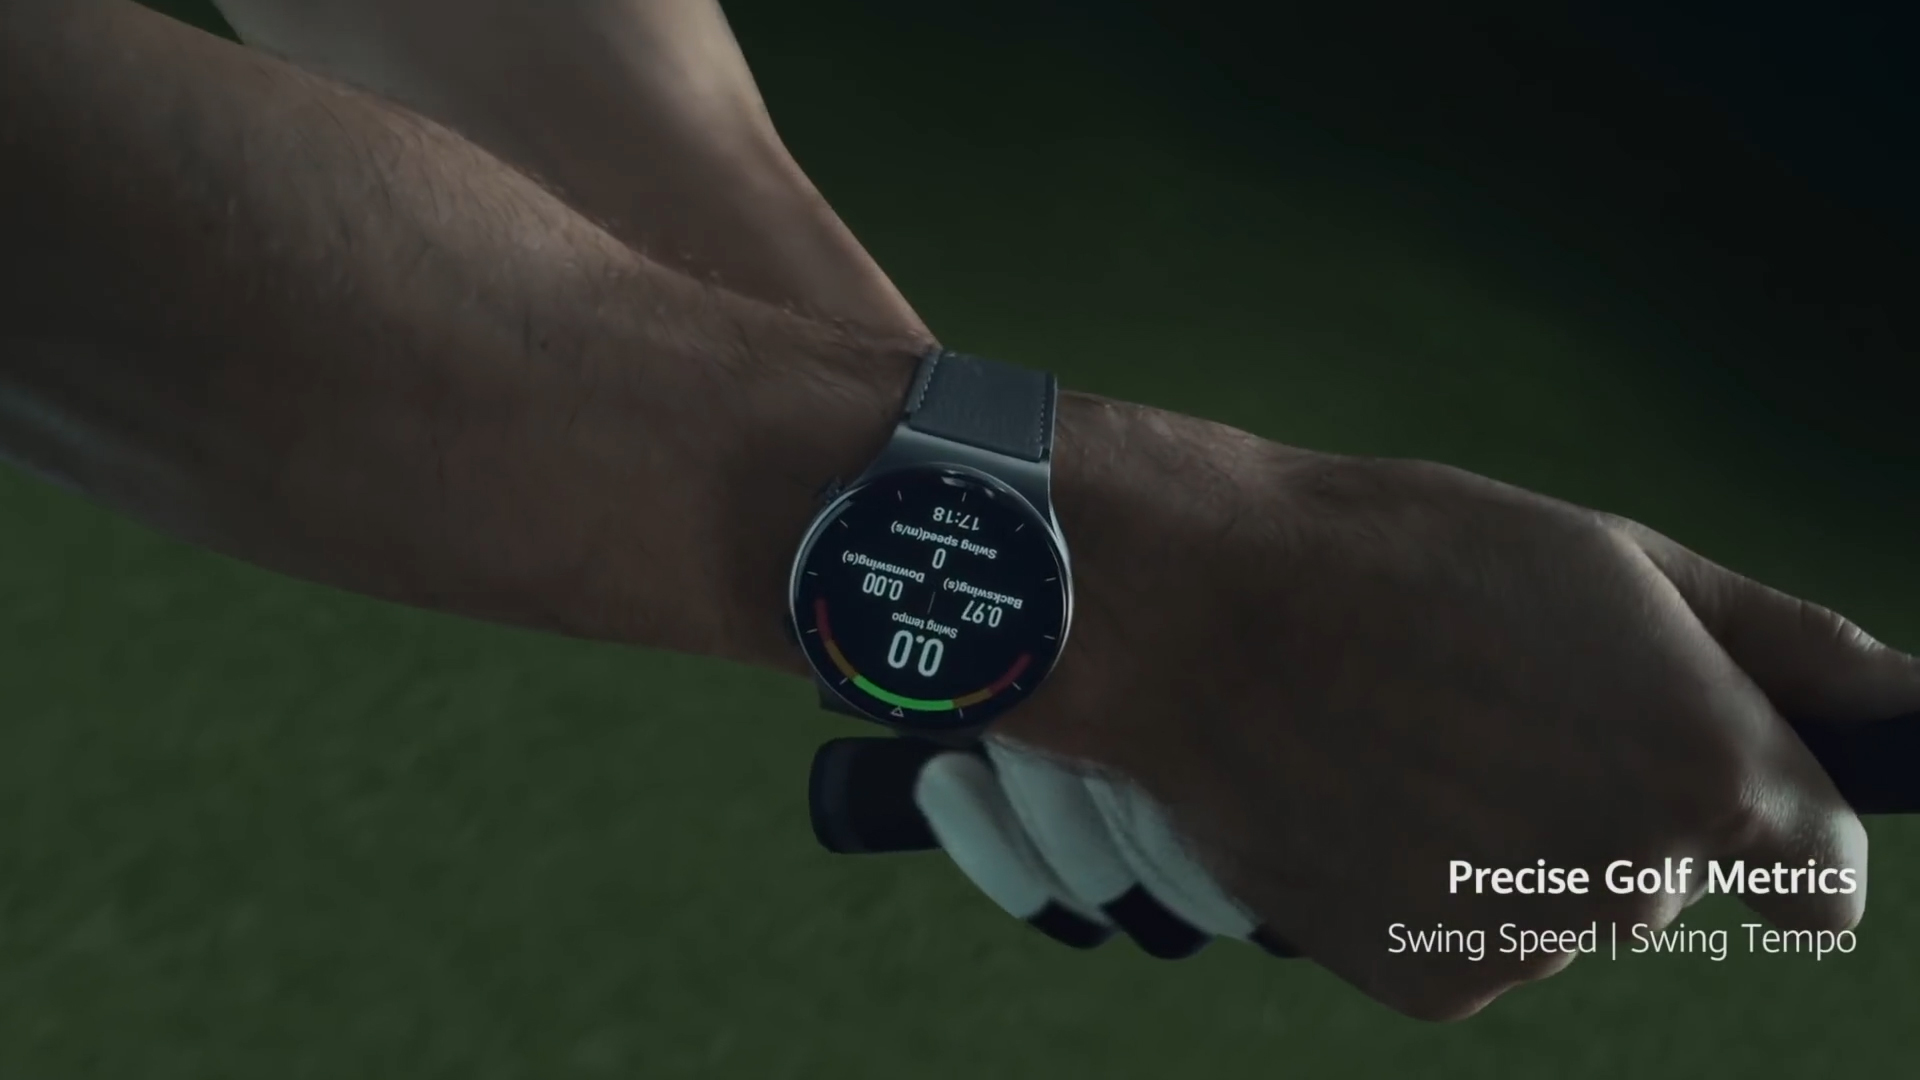 0.0
Swing tempo
0.97
0.00
Backswing(s)
Downswing(s)
0
Swing speed(m/s)
17:18
Precise Golf Metrics
Swing Speed | Swing Tempo